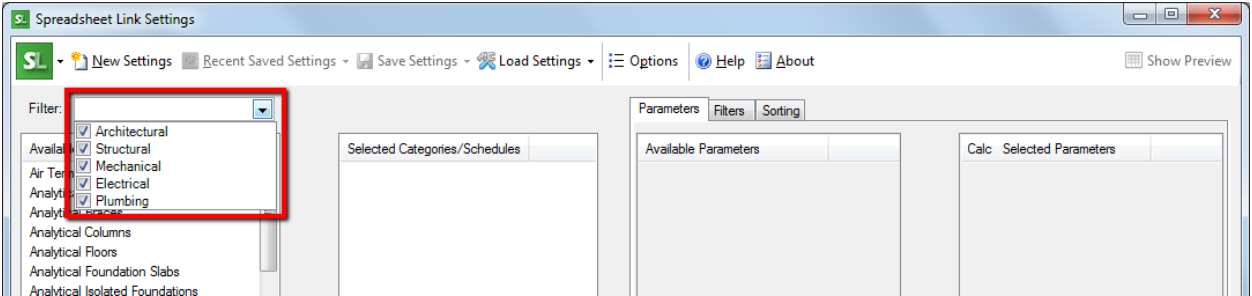 SL Spreadsheet Link Settings
SL New Settings Recent Saved Settings Save Settings Load Settings Options Help About Show Preview
Filter:
Architectural
Structural
Mechanical
Electrical
Plumbing
Parameters Filters Sorting
Selected Categories/Schedules
Available Parameters
Calc Selected Parameters
Air
Analytical Columns
Analytical Floors
Analytical Foundation Slabs
Analytical Isolated Foundations